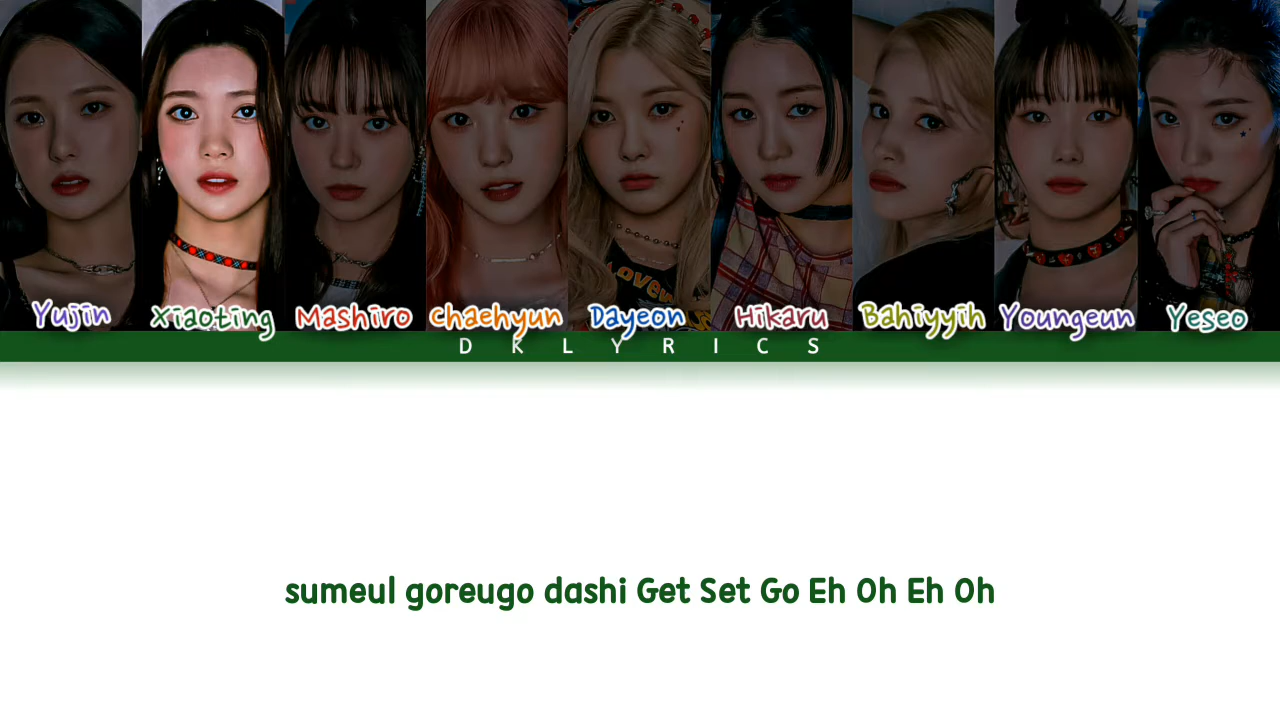 Yujin Xiaoting Mashiro Chaehyun Dayeon Hikaru Bahiyyih Youngeun Yeseo
DKLYRICS
sumeul goreugo dashi Get Set Go Eh Oh Eh Oh